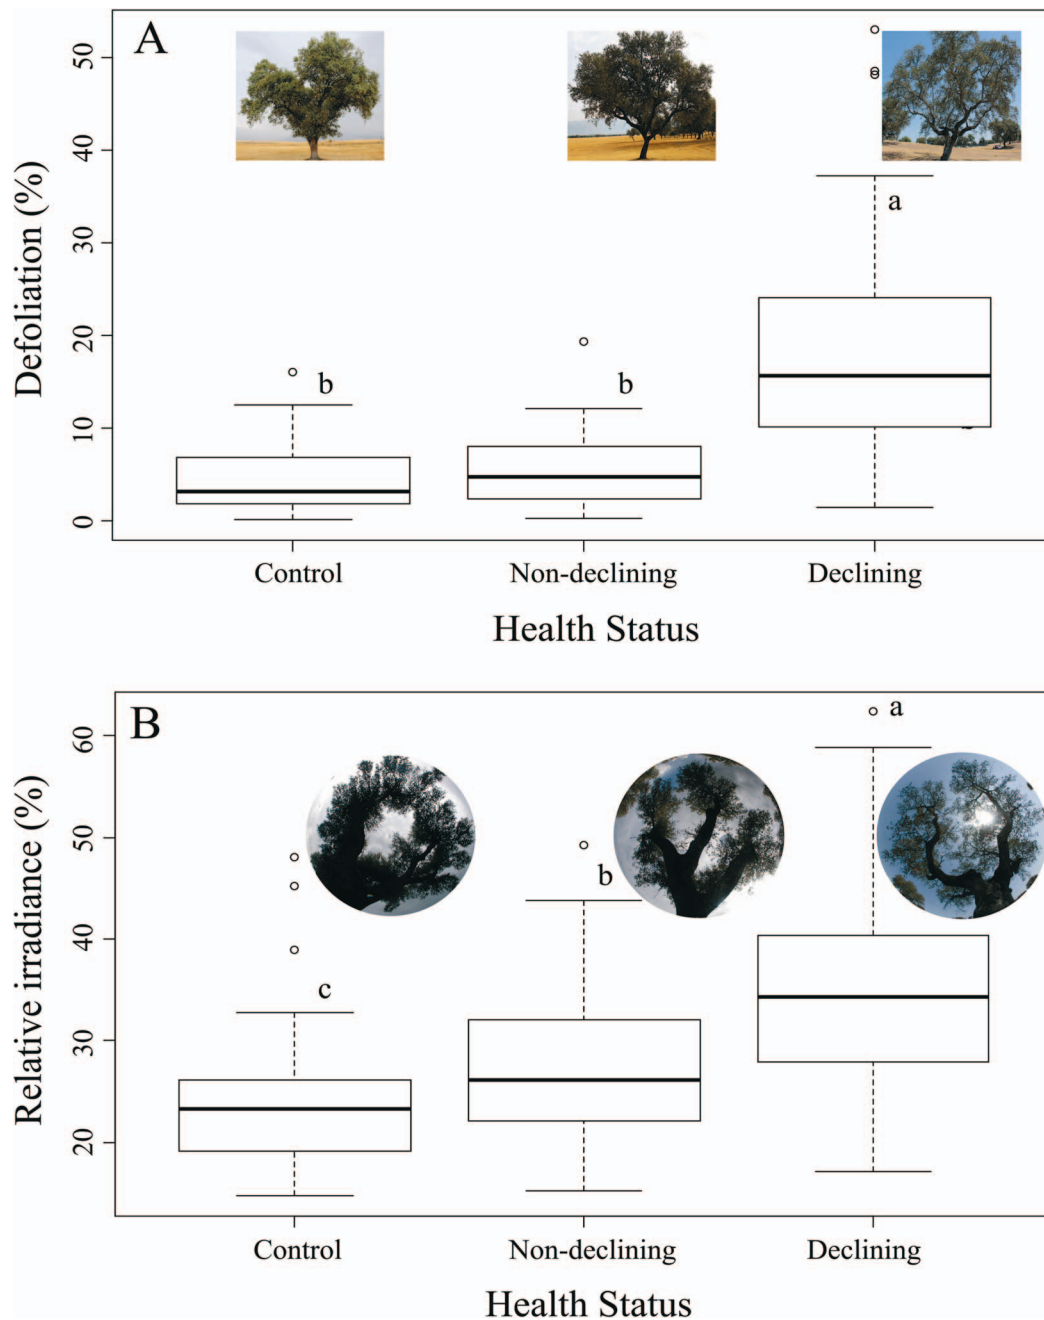 A
Defoliation (%)
50
40
30
20
10
0
b
b
a
Control
Non-declining
Declining
Health Status
B
Relative irradiance (%)
60
50
40
30
20
c
b
a
Control
Non-declining
Declining
Health Status